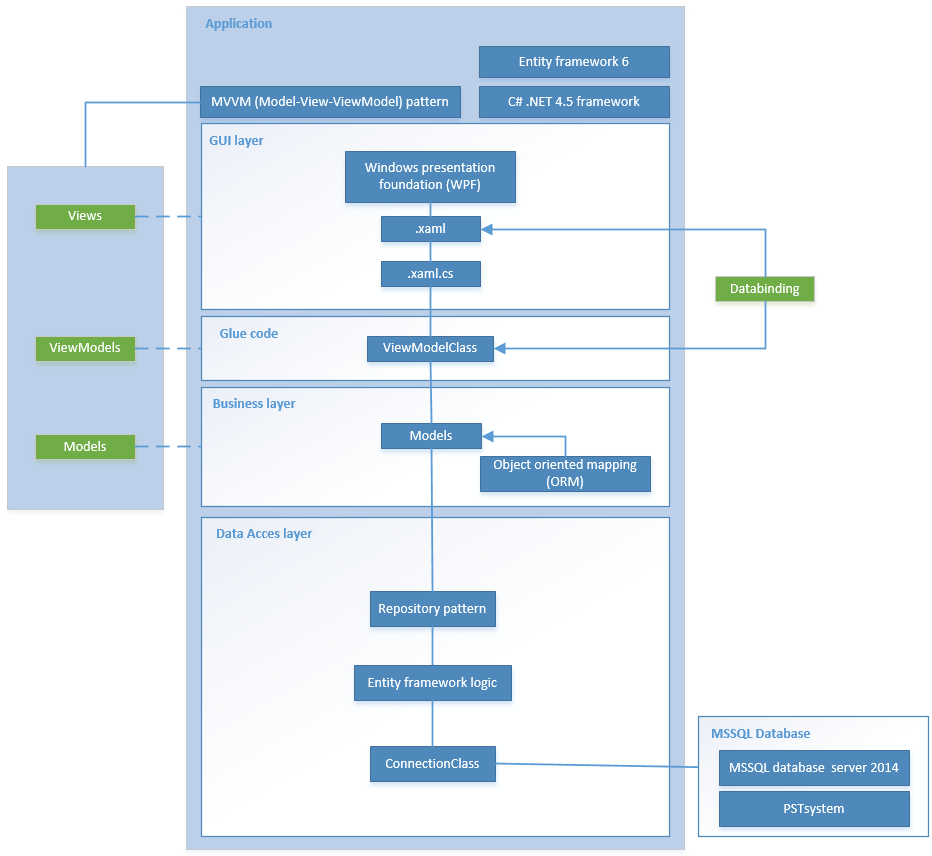 Application
Entity framework 6
MVVM (Model-View-ViewModel) pattern
C# .NET 4.5 framework
GUI layer
Windows presentation
foundation (WPF)
Views
.xaml
.xaml.cs
Databinding
Glue code
ViewModels
ViewModelClass
Business layer
Models
Models
Object oriented mapping
(ORM)
Data Acces layer
Repository pattern
Entity framework logic
ConnectionClass
MSSQL Database
MSSQL database  server 2014
PSTsystem